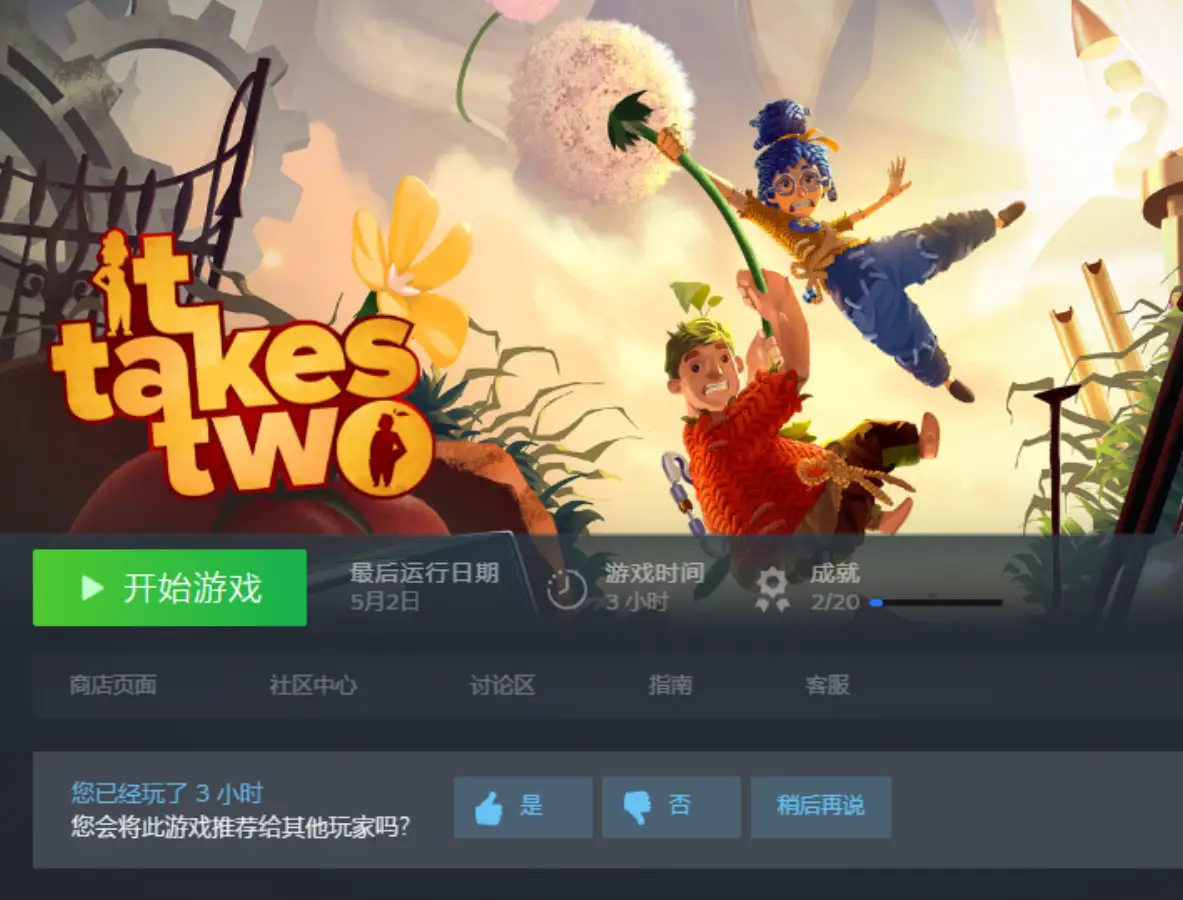 it
takes
two
开始游戏
最后运行日期
5月2日
游戏时间
3 小时
成就
2/20
商店页面 社区中心 讨论区 指南 客服
您已经玩了 3 小时
您会将此游戏推荐给其他玩家吗?
是 否 稍后再说